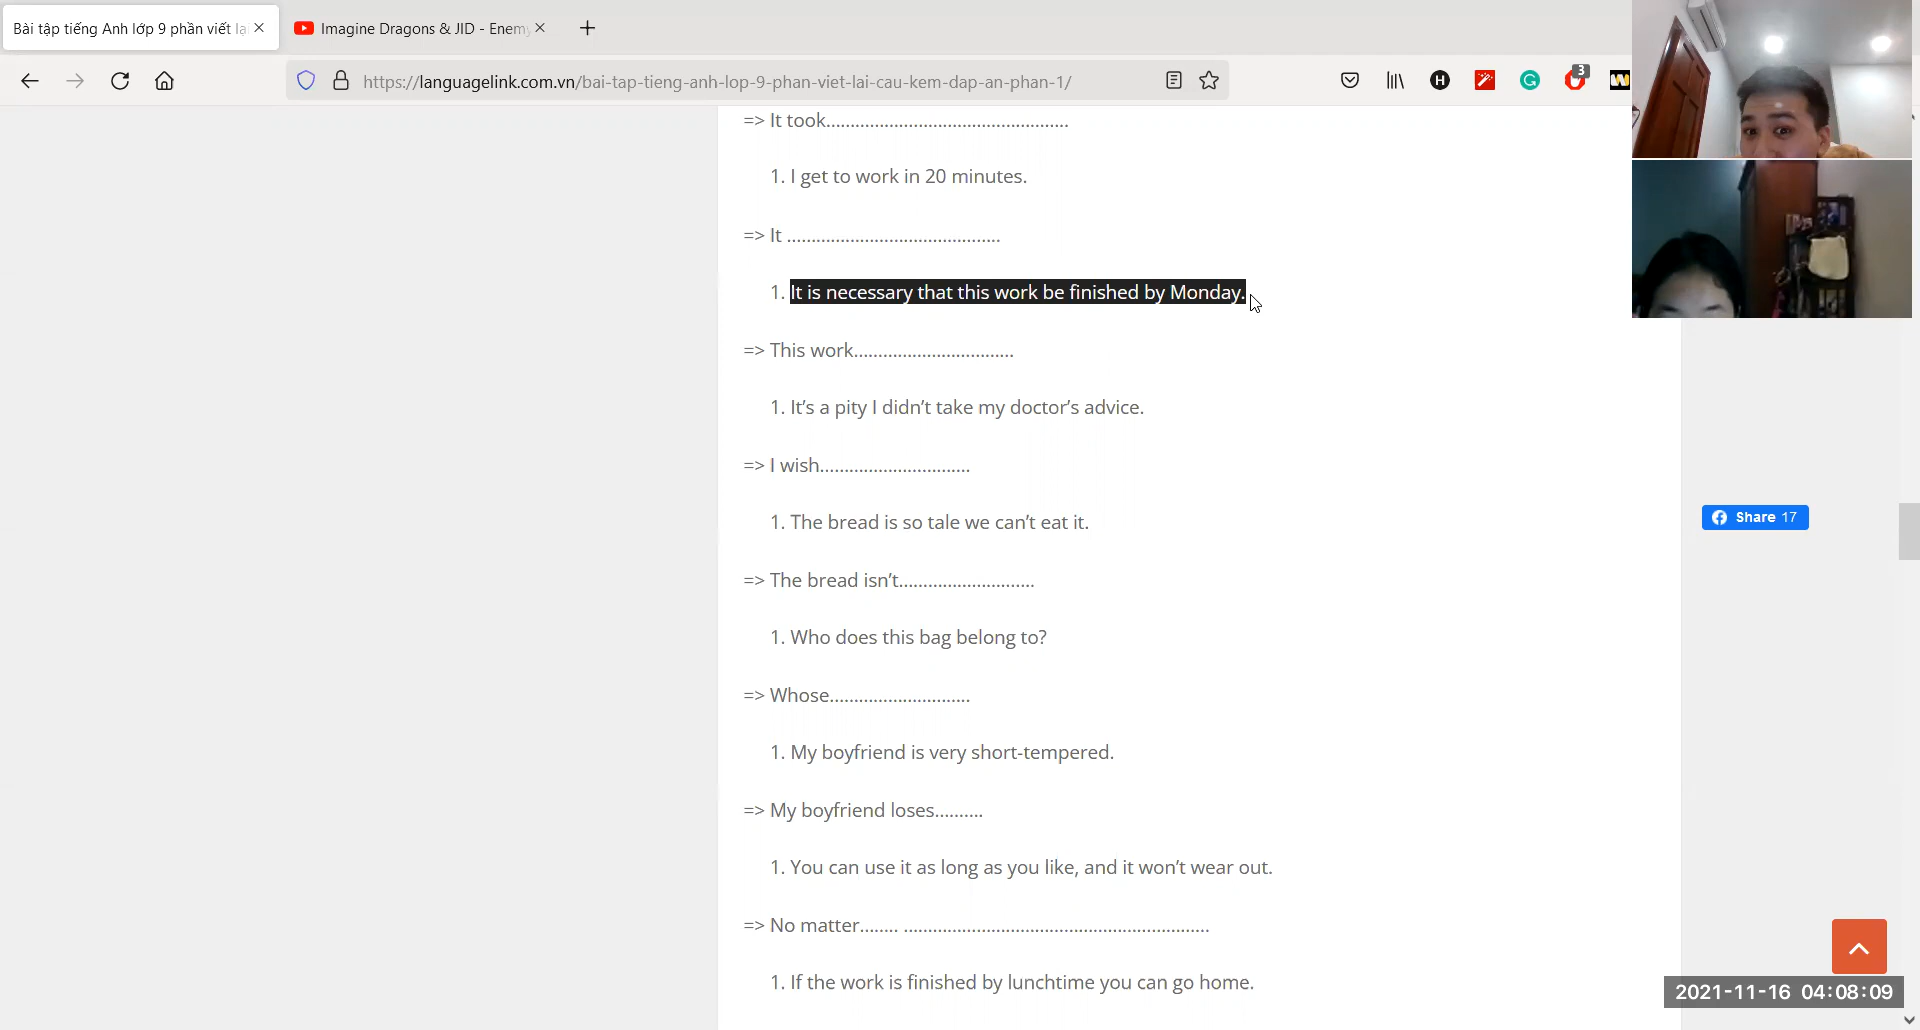 Bài tập tiếng Anh lớp 9 phần viết lạ
Imagine Dragons & JID - Enemy
https://languagelink.com.vn/bai-tap-tieng-anh-lop-9-phan-viet-lai-cau-kem-dap-an-phan-1/
3
=> It took..................................................
1. I get to work in 20 minutes.
=> It ............................................
1. It is necessary that this work be finished by Monday.
=> This work.................................
1. It’s a pity I didn’t take my doctor’s advice.
=> I wish...............................
1. The bread is so tale we can’t eat it.
=> The bread isn’t............................
Share 17
1. Who does this bag belong to?
=> Whose.............................
1. My boyfriend is very short-tempered.
=> My boyfriend loses..........
1. You can use it as long as you like, and it won’t wear out.
=> No matter........ ...............................................................
1. If the work is finished by lunchtime you can go home.
2021-11-16 04:08:09